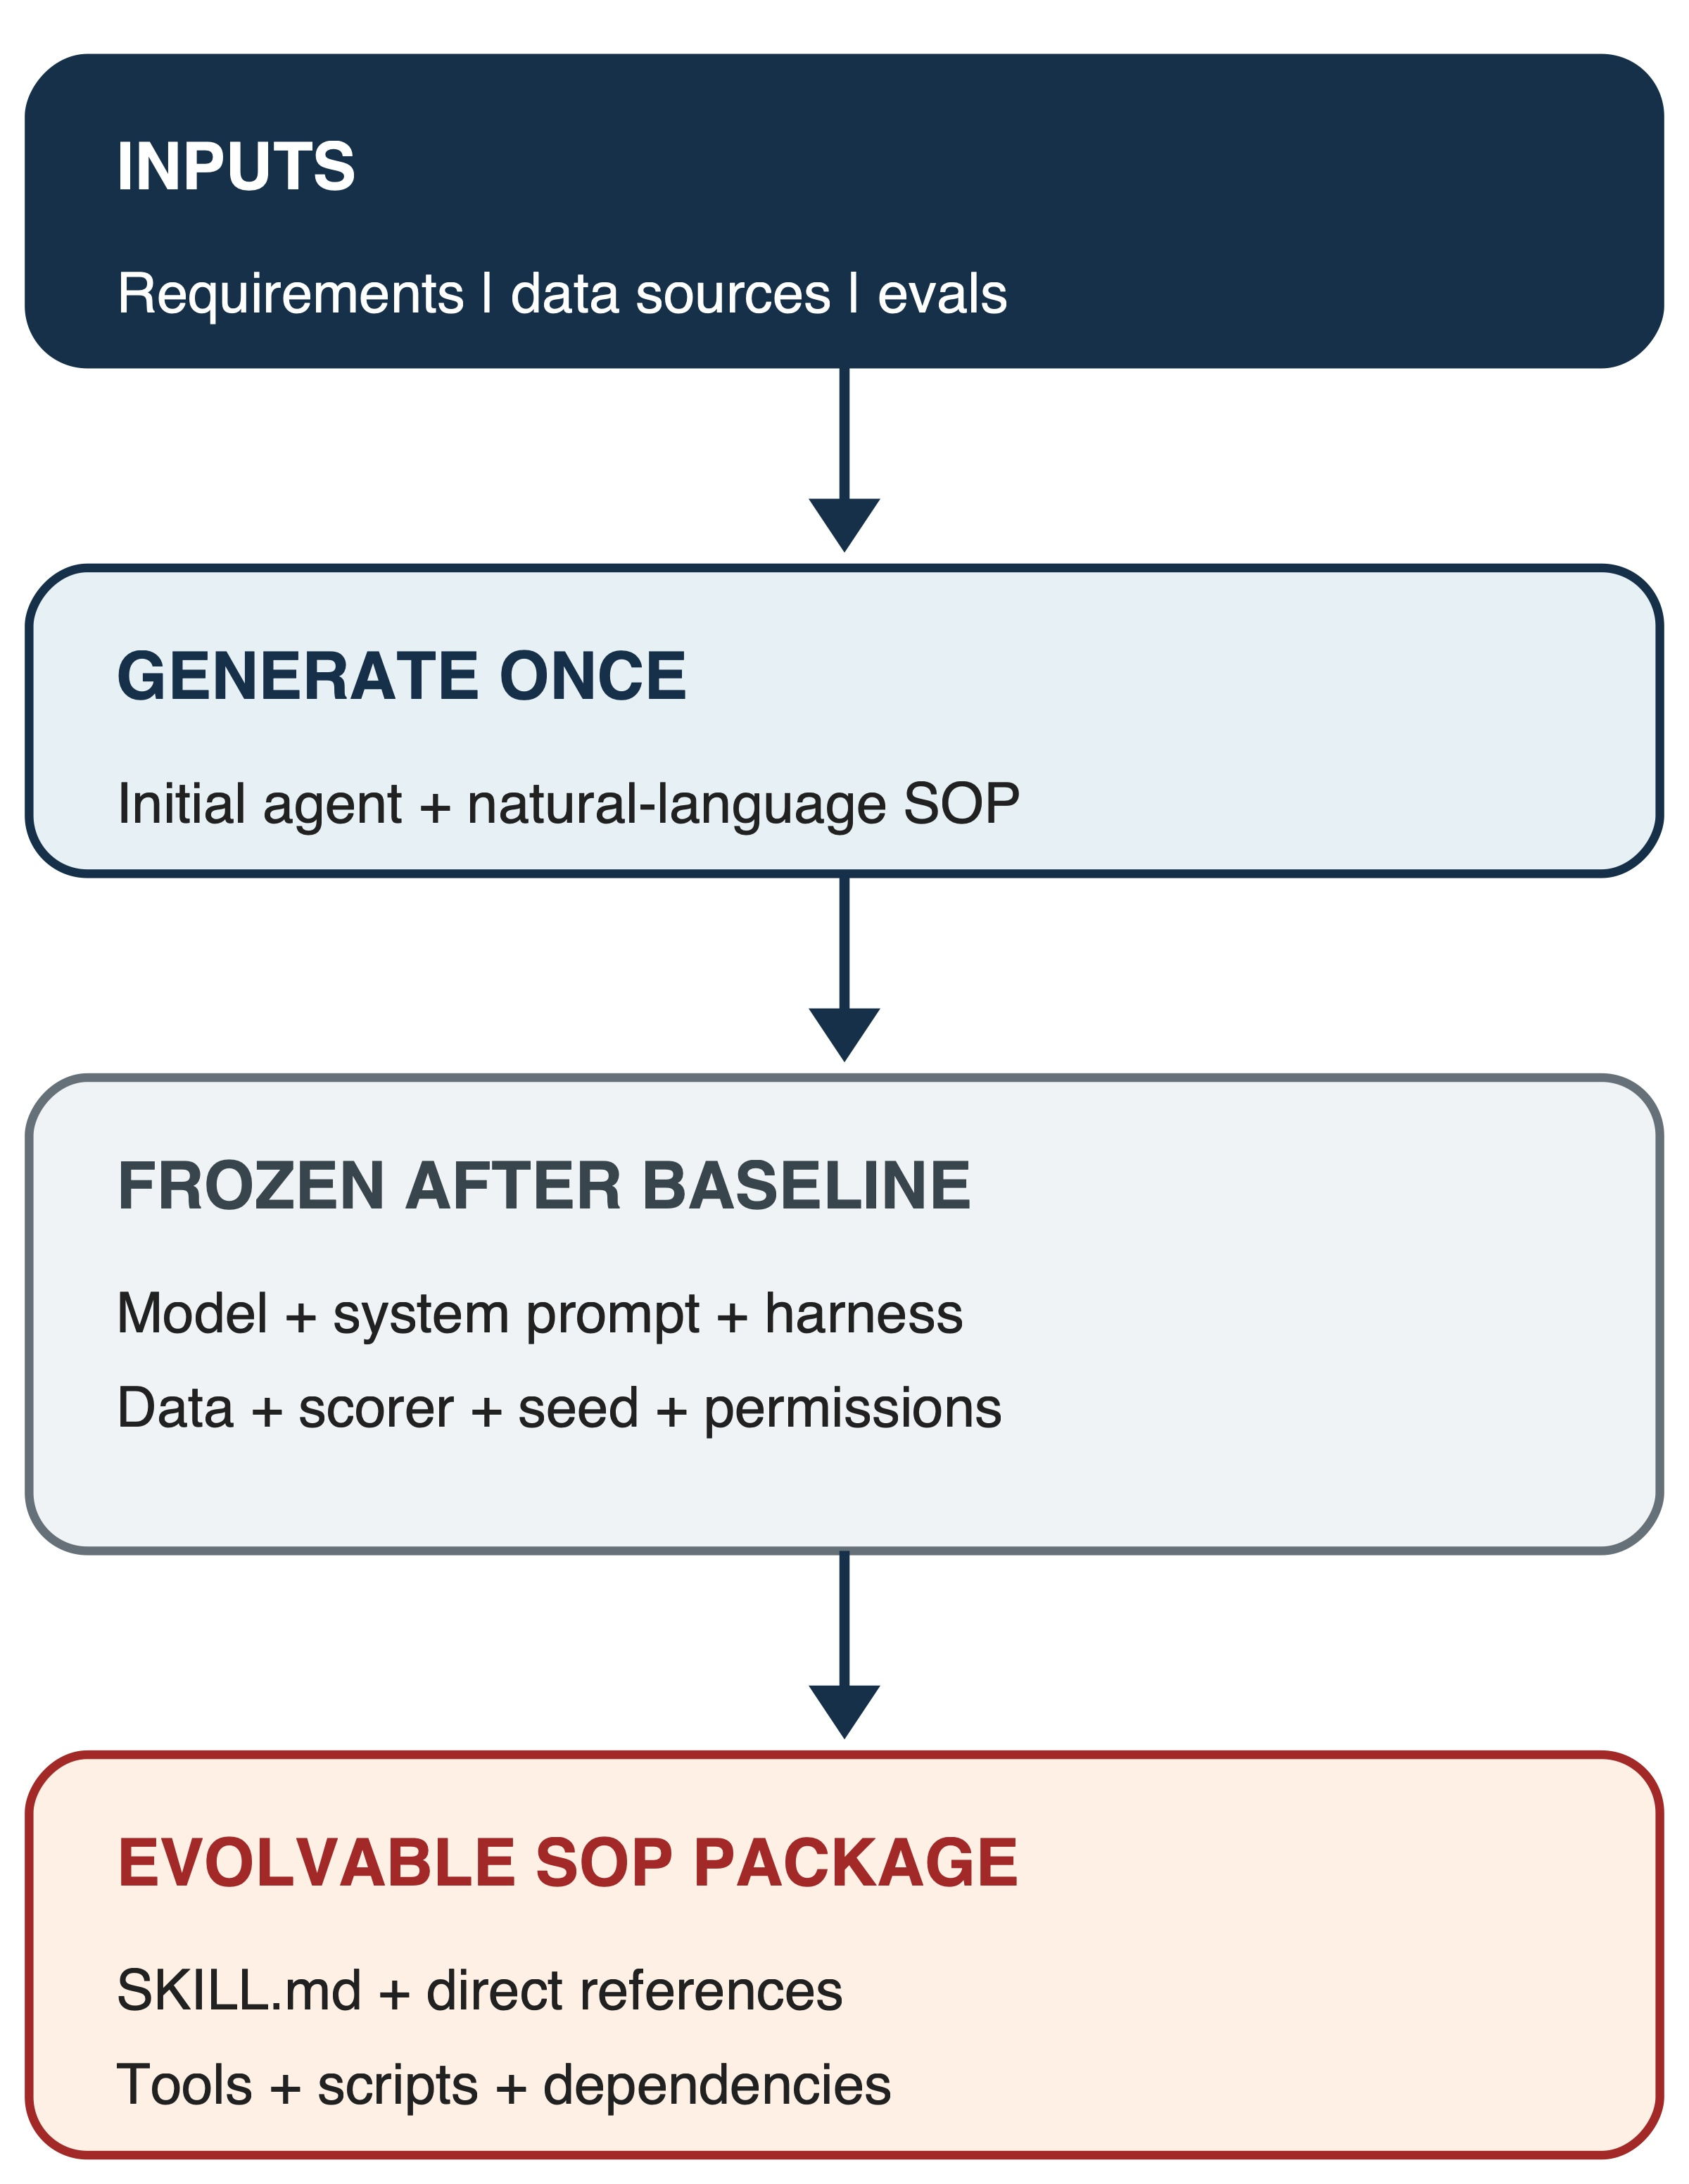 INPUTS
Requirements | data sources | evals
GENERATE ONCE
Initial agent + natural-language SOP
FROZEN AFTER BASELINE
Model + system prompt + harness
Data + scorer + seed + permissions
EVOLVABLE SOP PACKAGE
SKILL.md + direct references
Tools + scripts + dependencies